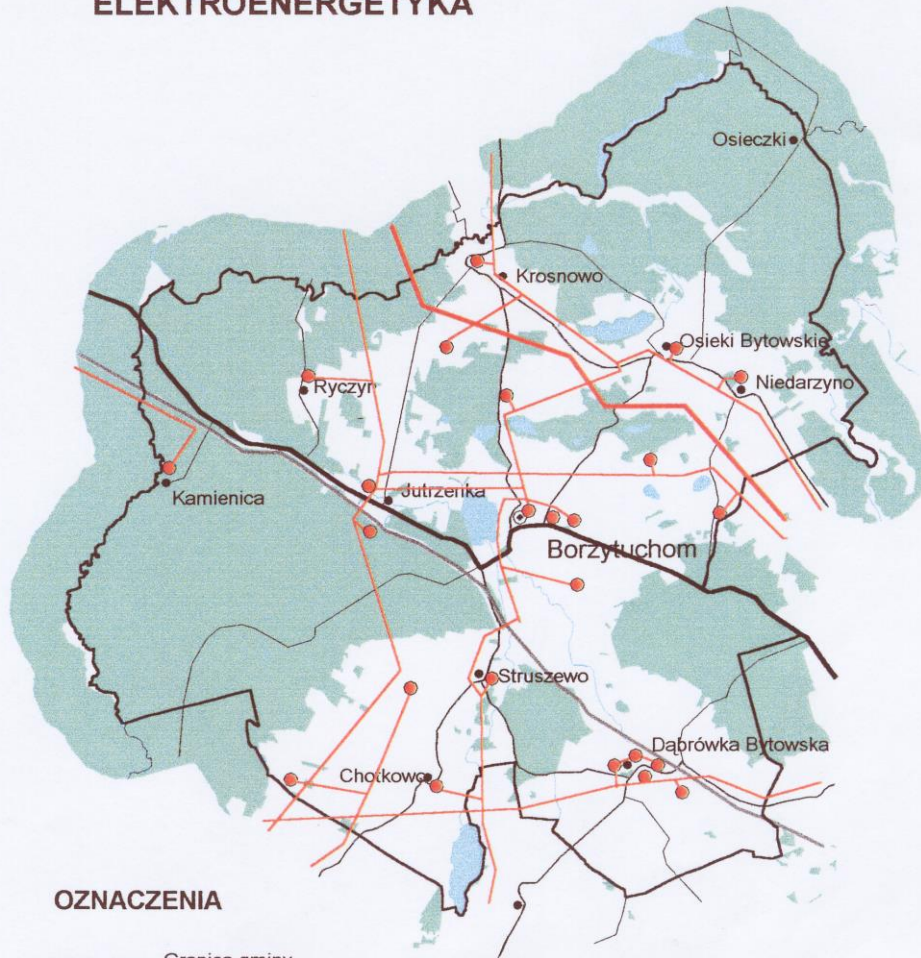 ELEKTROENERGETYKA
Osieczki
Krosnowo
Osieki Bytowskie
Ryczyn
Niedarzyno
Kamienica
Jutrzenka
Borzytuchom
Struszewo
Dąbrówka Bytowska
Chotkowo
OZNACZENIA
Granica gminy